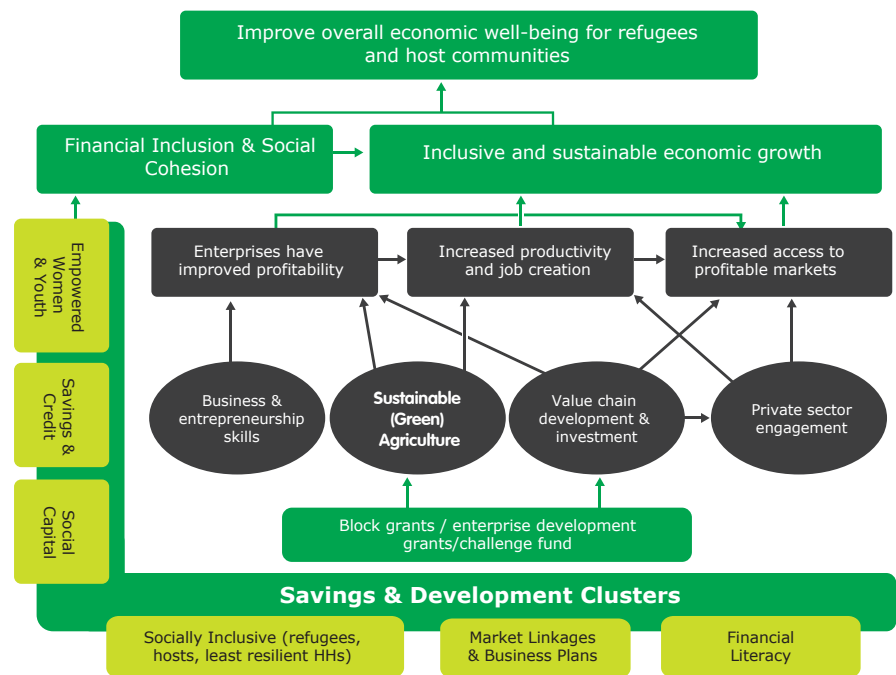 Improve overall economic well-being for refugees
and host communities
Financial Inclusion & Social
Cohesion
Inclusive and sustainable economic growth
Empowered
Women
& Youth
Enterprises have
improved profitability
Increased productivity
and job creation
Increased access to
profitable markets
Savings &
Credit
Business &
entrepreneurship
skills
Sustainable
(Green)
Agriculture
Value chain
development &
investment
Private sector
engagement
Social
Capital
Block grants / enterprise development
grants/challenge fund
Savings & Development Clusters
Socially Inclusive (refugees,
hosts, least resilient HHs)
Market Linkages
& Business Plans
Financial
Literacy